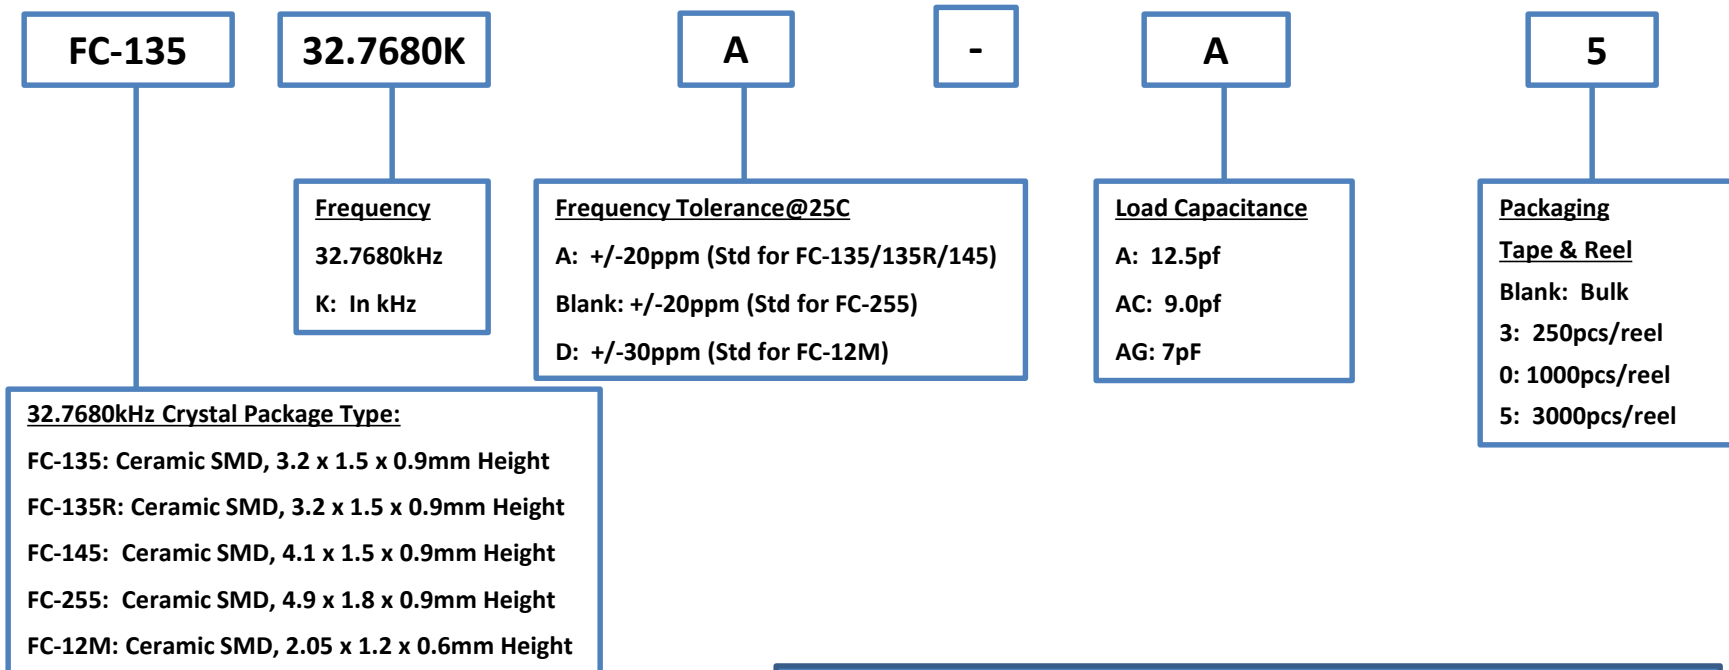 FC-135 32.7680K A - A 5
Frequency
32.7680kHz
K: In kHz
Frequency Tolerance@25C
A: +/-20ppm (Std for FC-135/135R/145)
Blank: +/-20ppm (Std for FC-255)
D: +/-30ppm (Std for FC-12M)
Load Capacitance
A: 12.5pf
AC: 9.0pf
AG: 7pF
Packaging
Tape & Reel
Blank: Bulk
3: 250pcs/reel
0: 1000pcs/reel
5: 3000pcs/reel
32.7680kHz Crystal Package Type:
FC-135: Ceramic SMD, 3.2 x 1.5 x 0.9mm Height
FC-135R: Ceramic SMD, 3.2 x 1.5 x 0.9mm Height
FC-145: Ceramic SMD, 4.1 x 1.5 x 0.9mm Height
FC-255: Ceramic SMD, 4.9 x 1.8 x 0.9mm Height
FC-12M: Ceramic SMD, 2.05 x 1.2 x 0.6mm Height